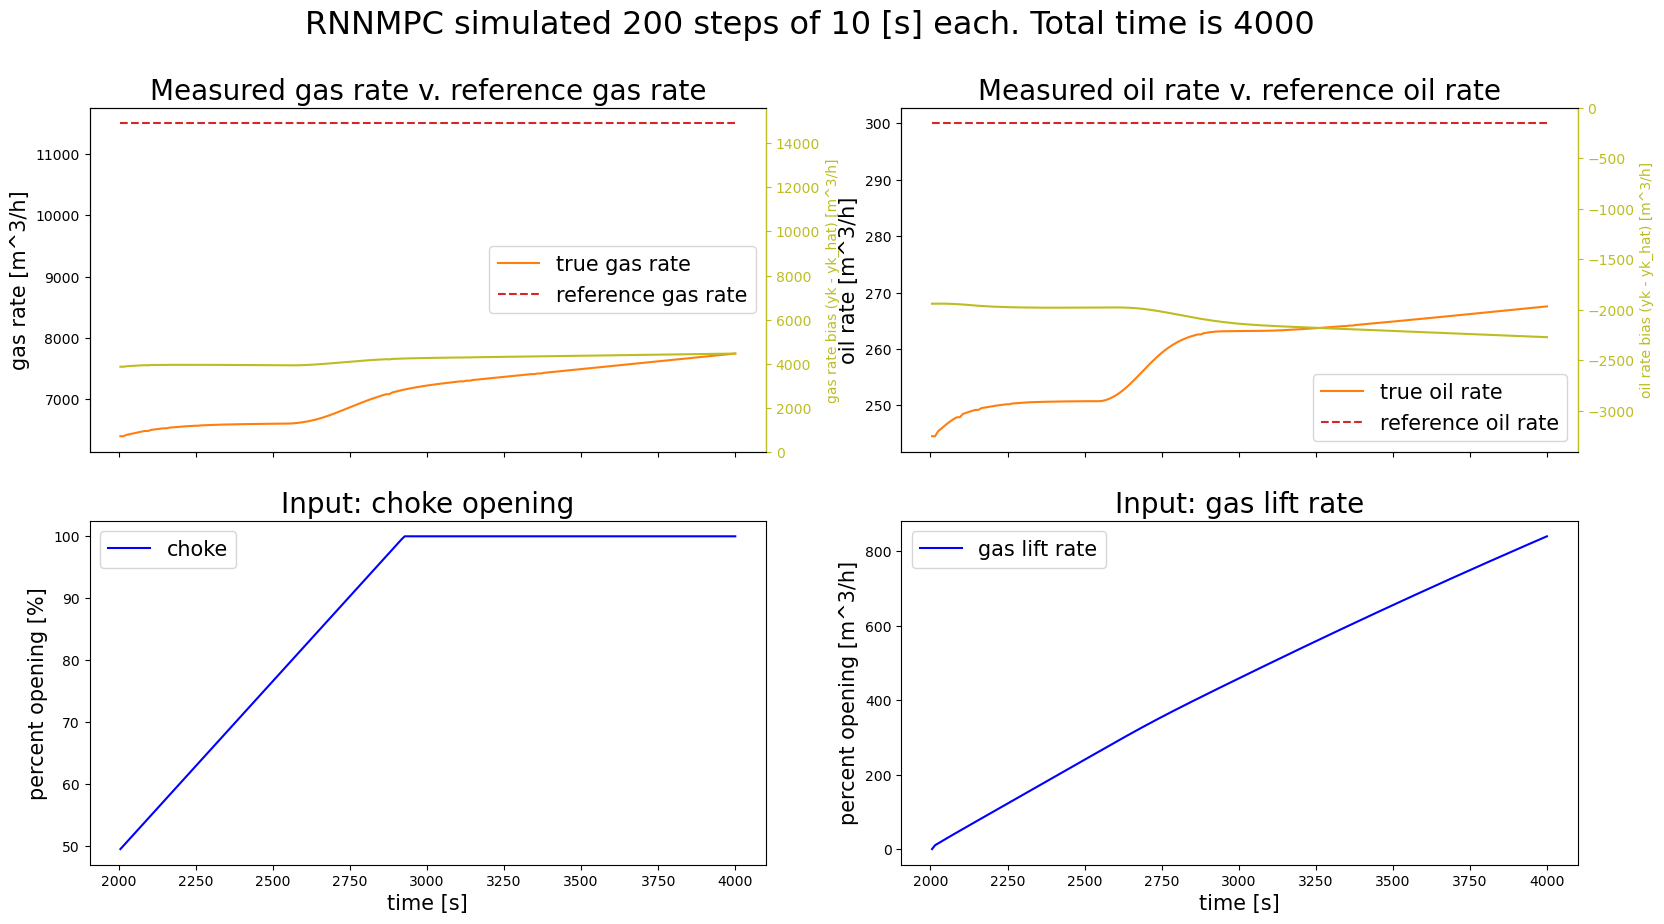 RNNMPC simulated 200 steps of 10 [s] each. Total time is 4000
Measured gas rate v. reference gas rate
gas rate [m^3/h]
11000
10000
9000
8000
7000
true gas rate
reference gas rate
14000
12000
10000
8000
6000
4000
2000
0
gas rate bias (yk - yk_hat) [m^3/h]
Measured oil rate v. reference oil rate
oil rate [m^3/h]
300
290
280
270
260
250
true oil rate
reference oil rate
0
−500
−1000
−1500
−2000
−2500
−3000
oil rate bias (yk - yk_hat) [m^3/h]
Input: choke opening
percent opening [%]
100
90
80
70
60
50
choke
2000 2250 2500 2750 3000 3250 3500 3750 4000
time [s]
Input: gas lift rate
percent opening [m^3/h]
800
600
400
200
0
gas lift rate
2000 2250 2500 2750 3000 3250 3500 3750 4000
time [s]